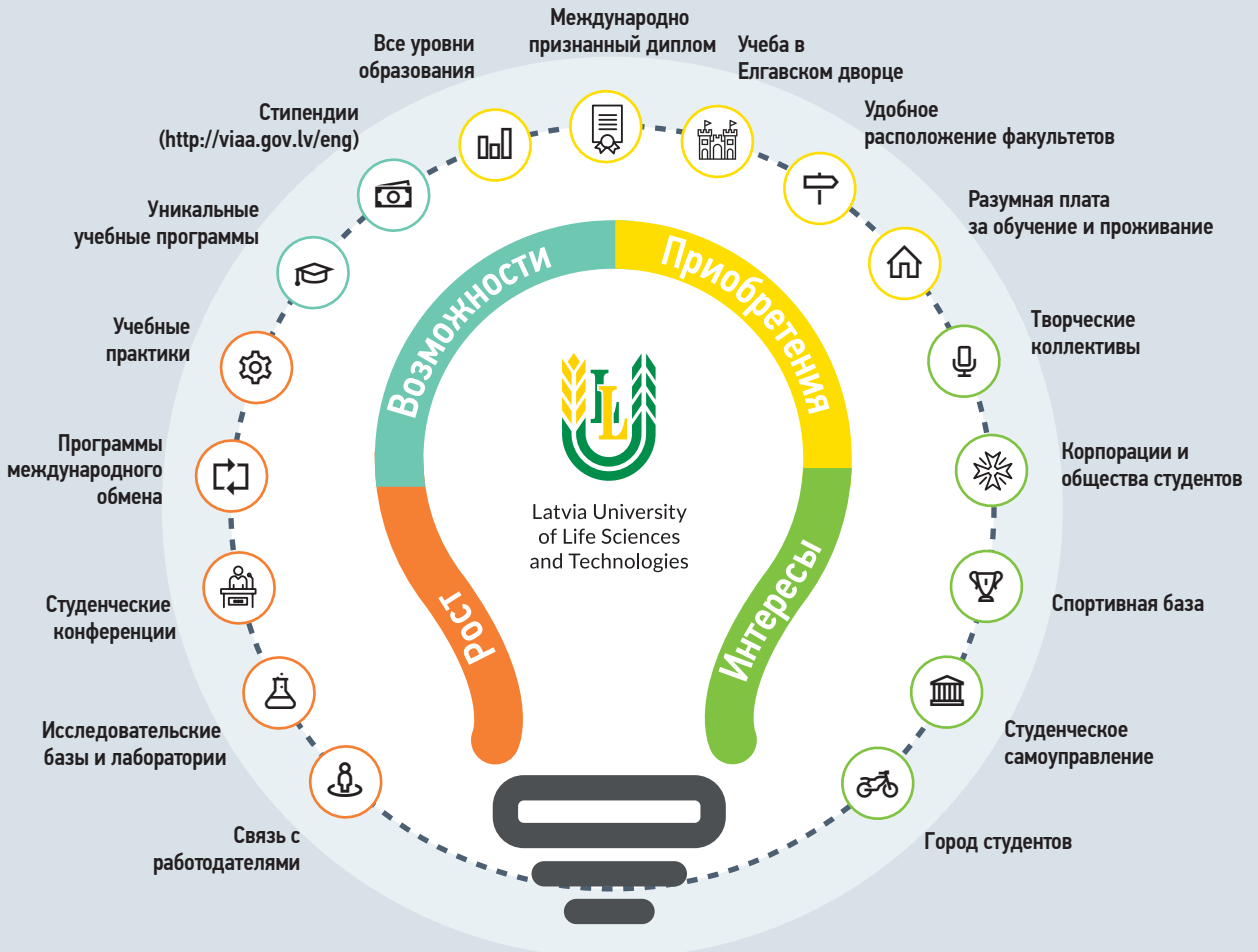 Международно
признанный диплом
Все уровни
образования
Учеба в
Елгавском дворце
Стипендии
(http://viaa.gov.lv/eng)
Удобное
расположение факультетов
Уникальные
учебные программы
Разумная плата
за обучение и проживание
Учебные
практики
Творческие
коллективы
Программы
международного
обмена
Корпорации и
общества студентов
Студенческие
конференции
Спортивная база
Исследовательские
базы и лаборатории
Студенческое
самоуправление
Связь с
работодателями
Город студентов
Возможности
Приобретения
Рост
Интересы
LL
Latvia University
of Life Sciences
and Technologies